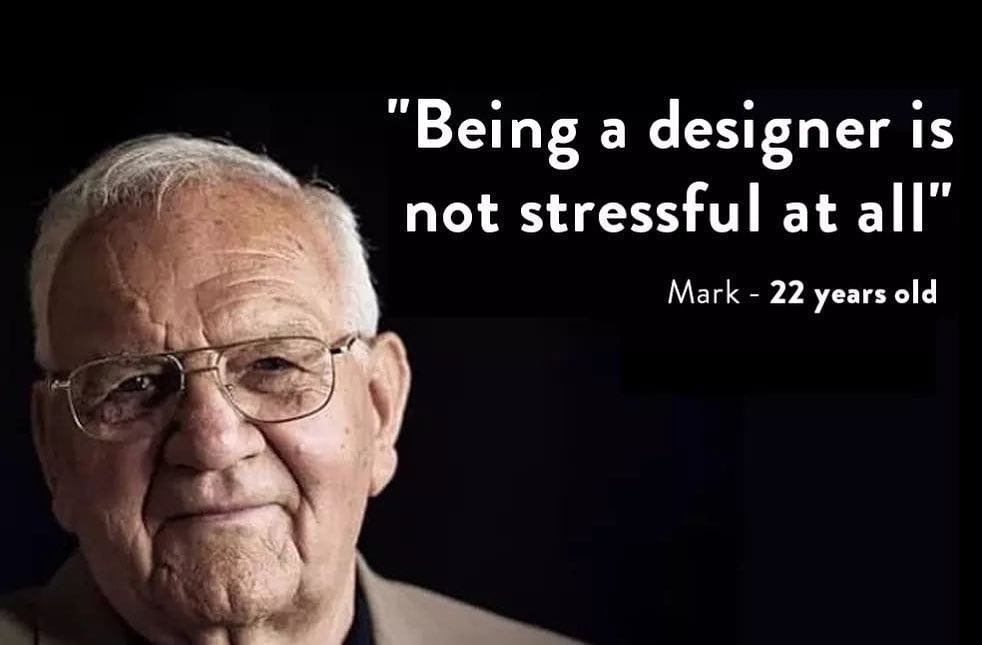 "Being a designer is
not stressful at all"
Mark - 22 years old